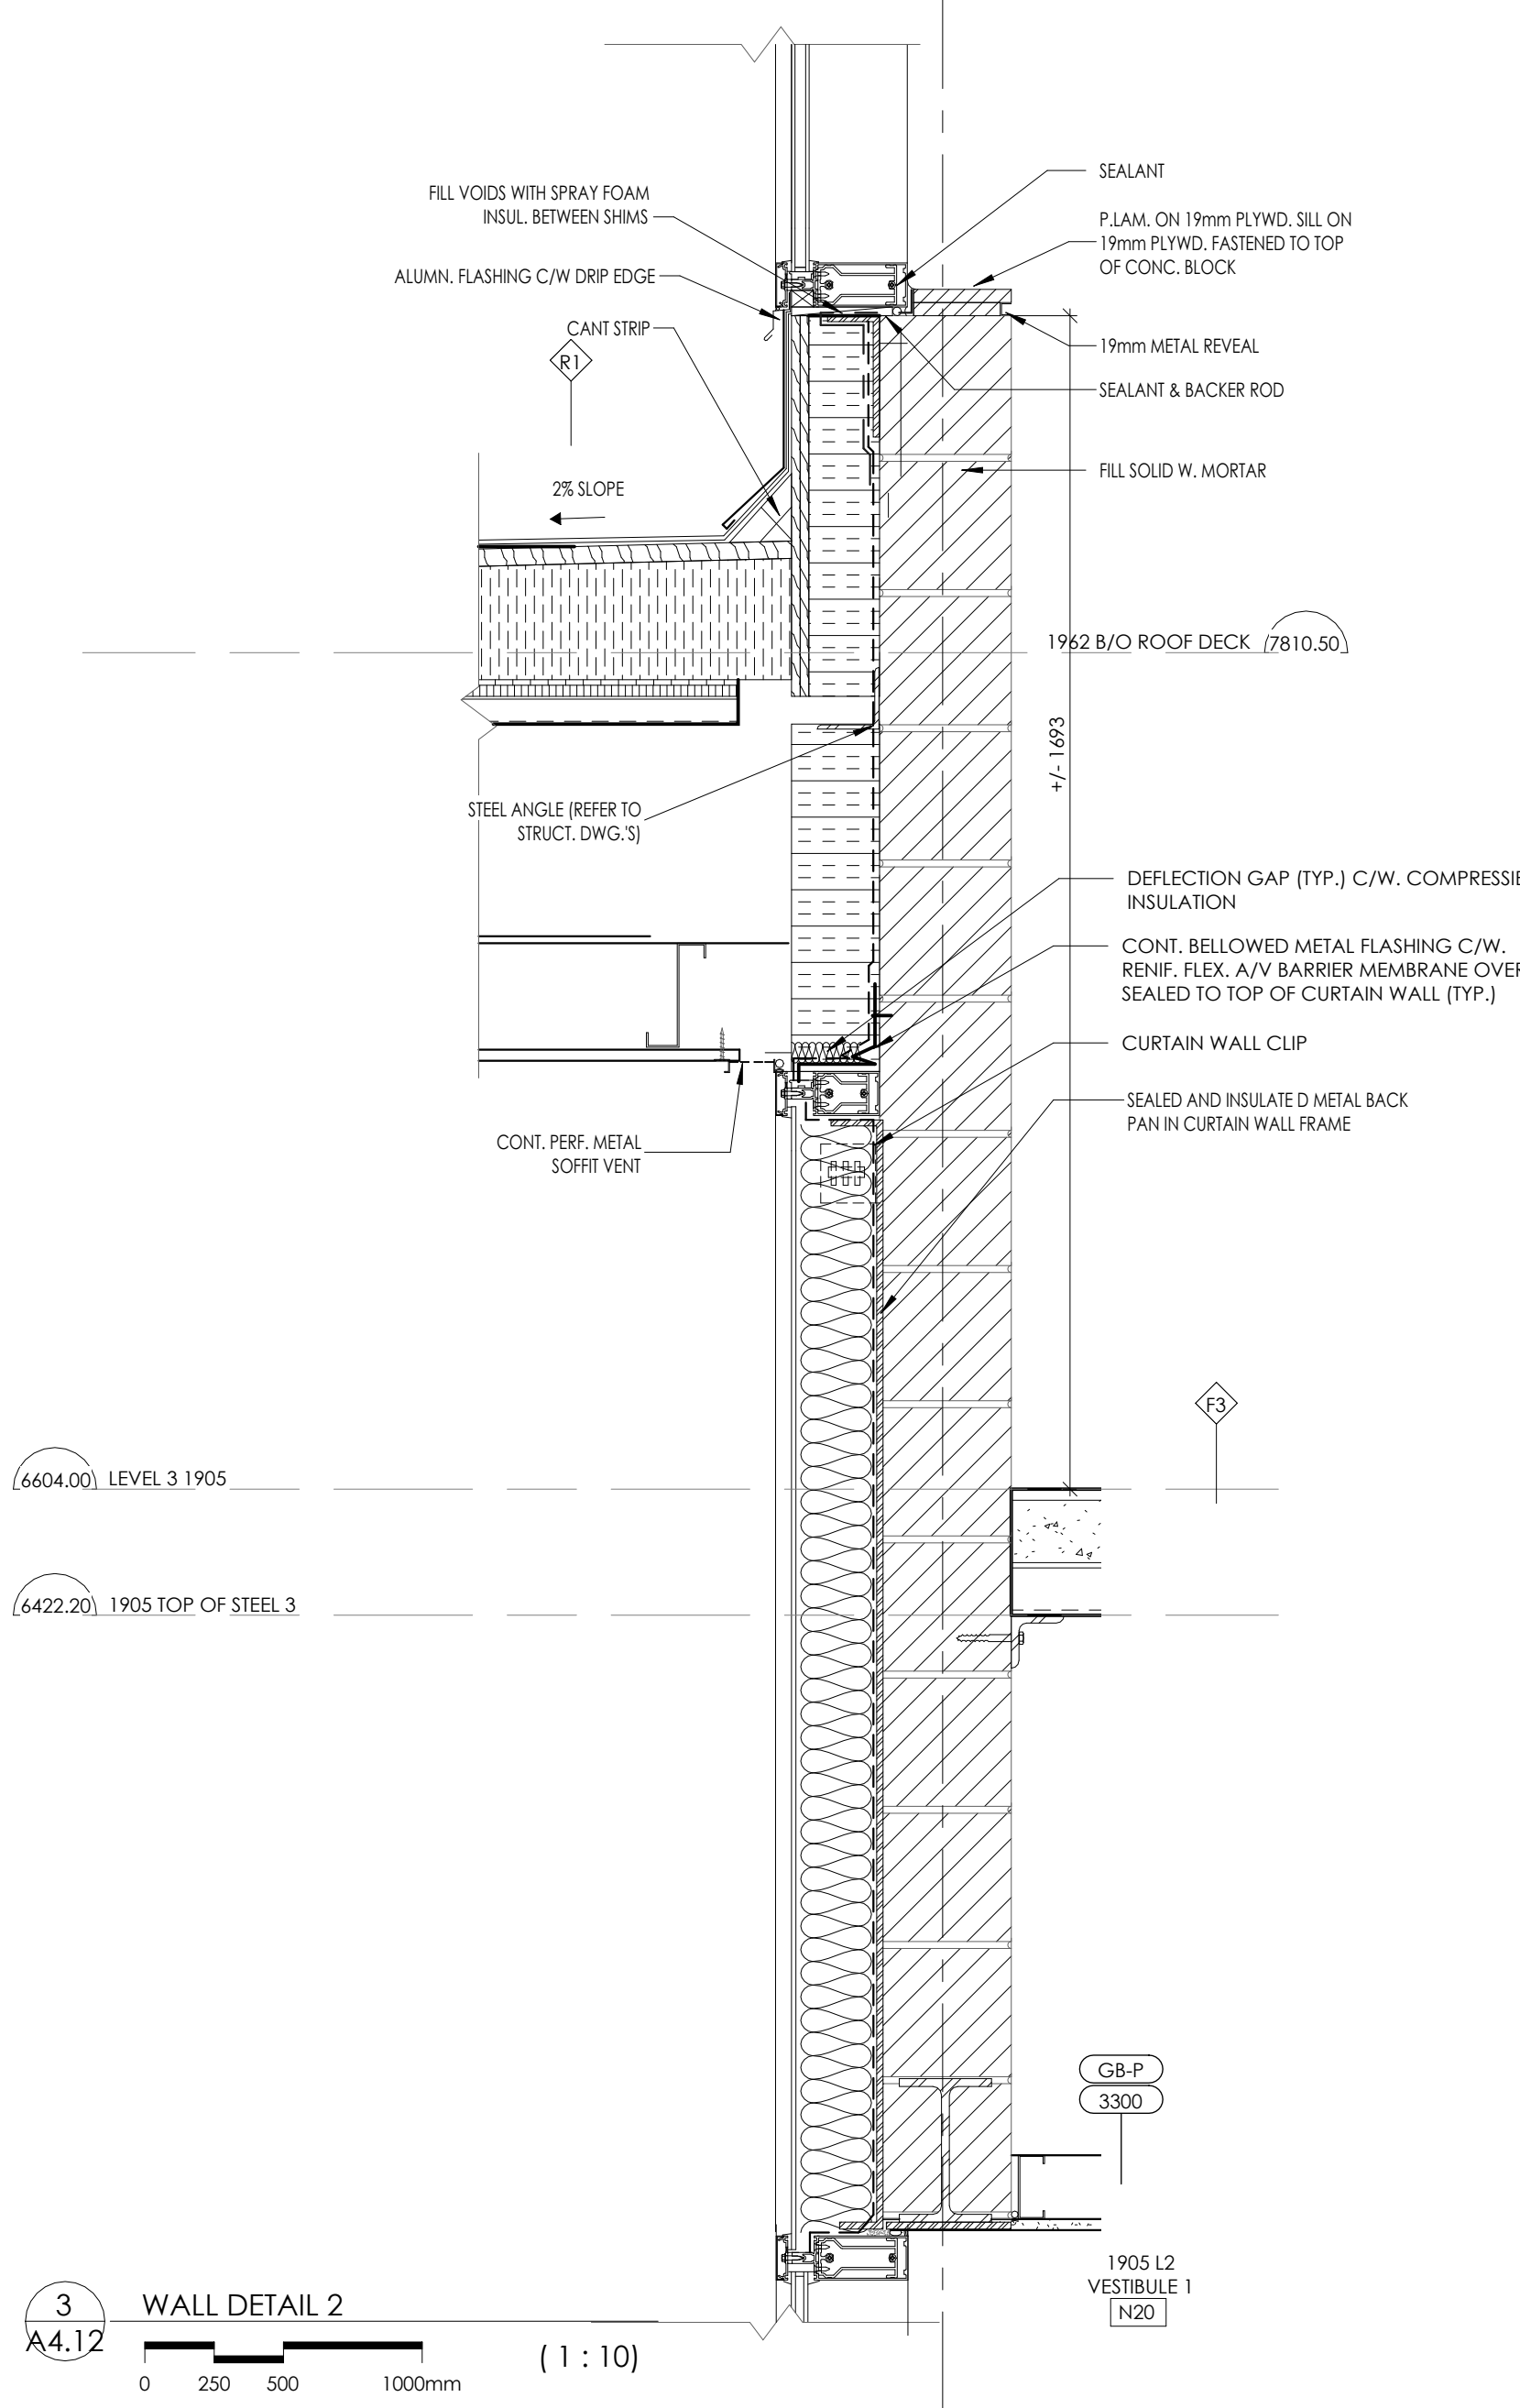 FILL VOIDS WITH SPRAY FOAM
INSUL. BETWEEN SHIMS
ALUMN. FLASHING C/W DRIP EDGE
CANT STRIP
R1
2% SLOPE
SEALANT
P.LAM. ON 19mm PLYWD. SILL ON
19mm PLYWD. FASTENED TO TOP
OF CONC. BLOCK
19mm METAL REVEAL
SEALANT & BACKER ROD
FILL SOLID W. MORTAR
1962 B/O ROOF DECK 7810.50
+/- 1693
STEEL ANGLE (REFER TO
STRUCT. DWG.'S)
DEFLECTION GAP (TYP.) C/W. COMPRESSIB
INSULATION
CONT. BELLOWED METAL FLASHING C/W.
RENIF. FLEX. A/V BARRIER MEMBRANE OVER
SEALED TO TOP OF CURTAIN WALL (TYP.)
CURTAIN WALL CLIP
SEALED AND INSULATE D METAL BACK
PAN IN CURTAIN WALL FRAME
CONT. PERF. METAL
SOFFIT VENT
F3
6604.00 LEVEL 3 1905
6422.20 1905 TOP OF STEEL 3
GB-P
3300
1905 L2
VESTIBULE 1
N20
3
A4.12
WALL DETAIL 2
( 1 : 10)
0 250 500 1000mm